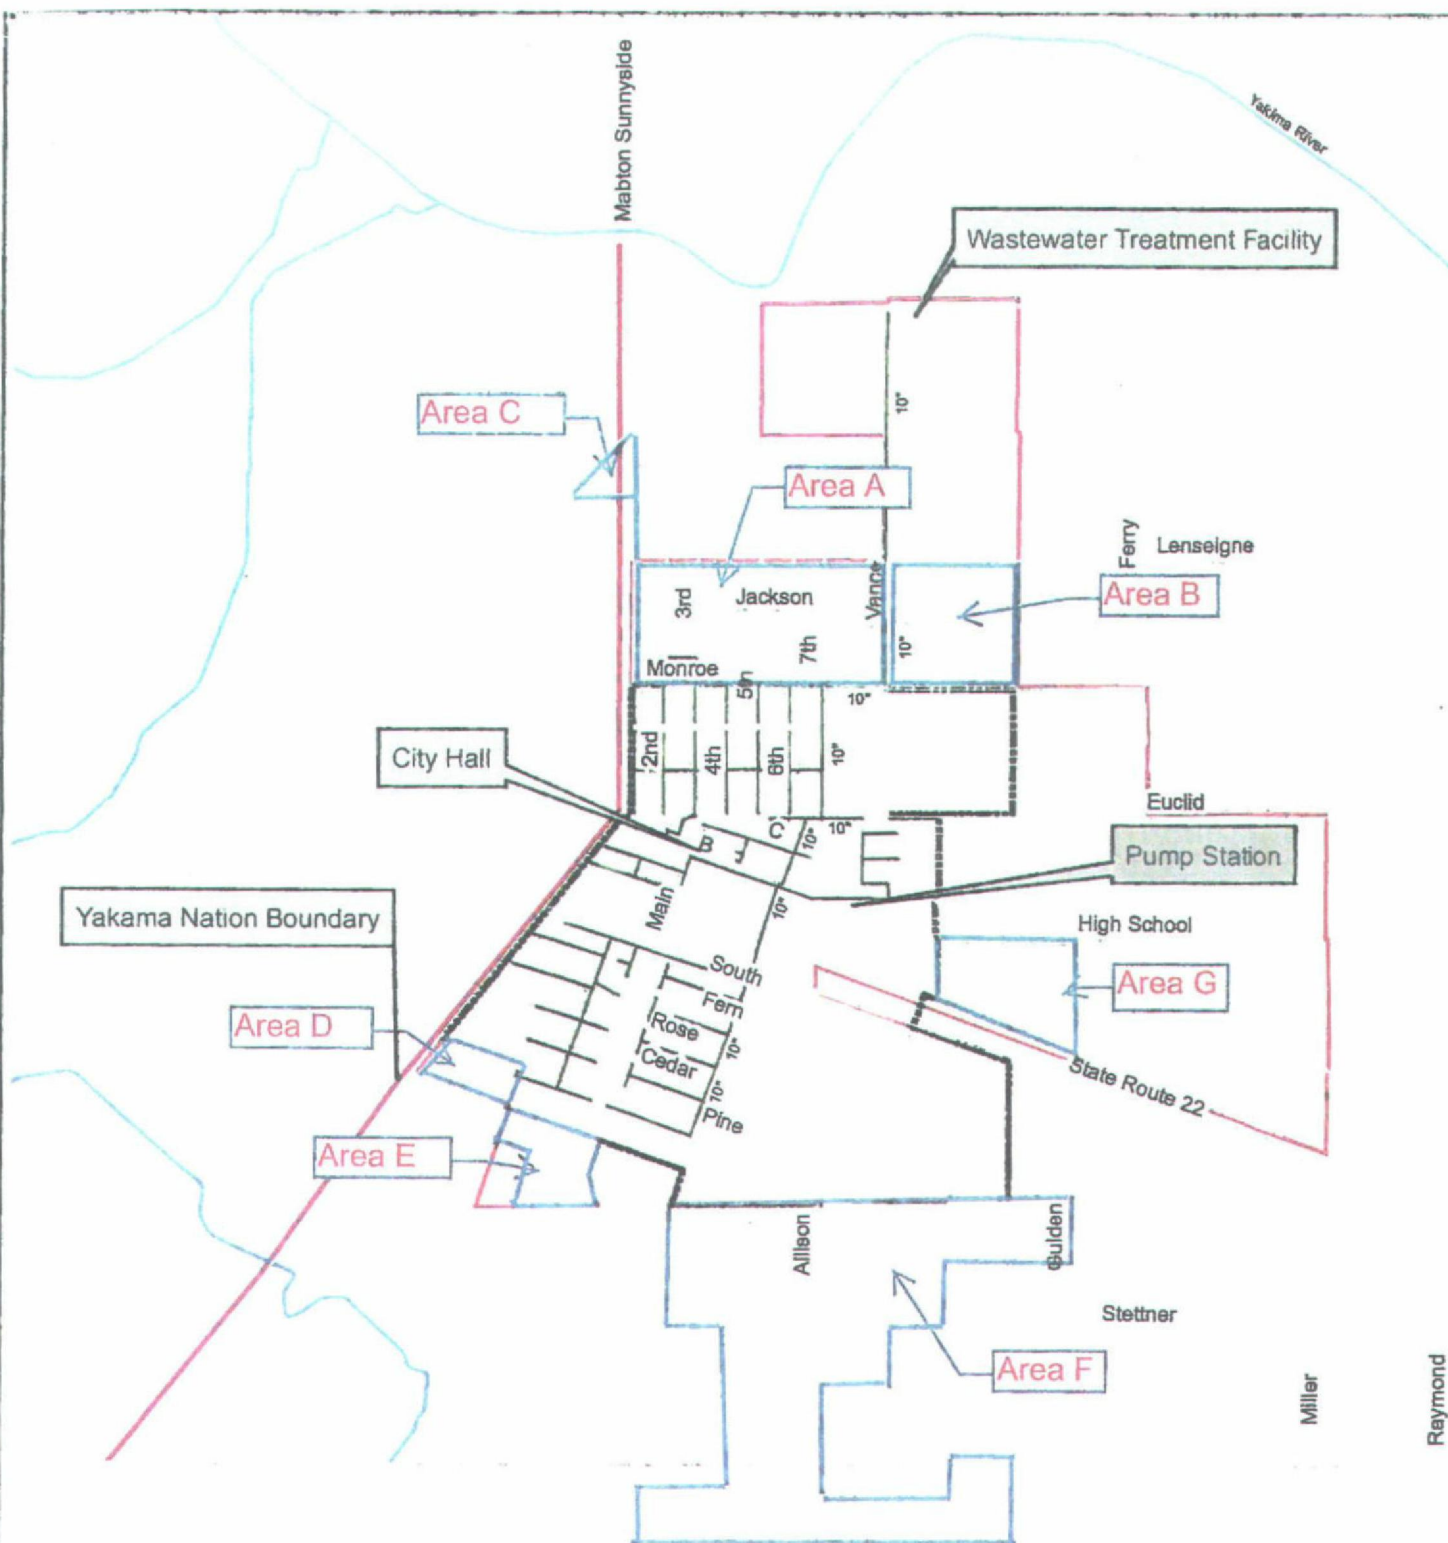 Mabton Sunnyside
Yakima River
Wastewater Treatment Facility
10"
Area C
Area A
Ferry
Lenseigne
Area B
Vance
3rd
Jackson
7th
10"
Monroe
5th
10"
City Hall
2nd
4th
6th
10"
Euclid
B
C
10"
10"
Pump Station
Yakama Nation Boundary
Main
10"
High School
South
Area G
Fern
Area D
Rose
10"
Cedar
State Route 22
10"
Pine
Area E
Allison
Gulden
Stettner
Area F
Miller
Raymond